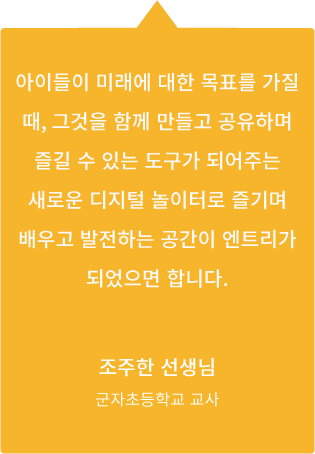 아이들이 미래에 대한 목표를 가질
때, 그것을 함께 만들고 공유하며
즐길 수 있는 도구가 되어주는
새로운 디지털 놀이터로 즐기며
배우고 발전하는 공간이 엔트리가
되었으면 합니다.
조주한 선생님
군자초등학교 교사